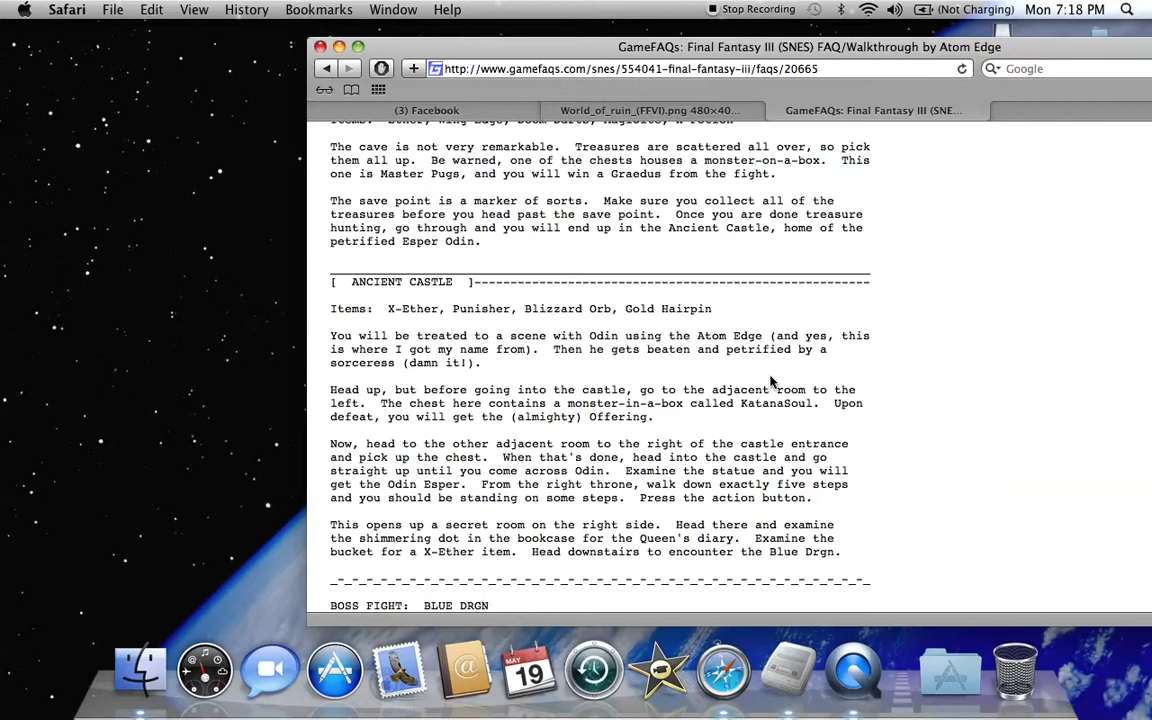 Safari File Edit View History Bookmarks Window Help Stop Recording (Not Charging) Mon 7:18 PM
GameFAQs: Final Fantasy III (SNES) FAQ/Walkthrough by Atom Edge
http://www.gamefaqs.com/snes/554041-final-fantasy-iii/faqs/20665 Google
(3) Facebook World_of_ruin_(FFVI).png 480×40... GameFAQs: Final Fantasy III (SNE...
The cave is not very remarkable. Treasures are scattered all over, so pick
them all up. Be warned, one of the chests houses a monster-on-a-box. This
one is Master Pugs, and you will win a Graedus from the fight.
The save point is a marker of sorts. Make sure you collect all of the
treasures before you head past the save point. Once you are done treasure
hunting, go through and you will end up in the Ancient Castle, home of the
petrified Esper Odin.
[ ANCIENT CASTLE ]-------------------------------------------------------
Items: X-Ether, Punisher, Blizzard Orb, Gold Hairpin
You will be treated to a scene with Odin using the Atom Edge (and yes, this
is where I got my name from). Then he gets beaten and petrified by a
sorceress (damn it!).
Head up, but before going into the castle, go to the adjacent room to the
left. The chest here contains a monster-in-a-box called KatanaSoul. Upon
defeat, you will get the (almighty) Offering.
Now, head to the other adjacent room to the right of the castle entrance
and pick up the chest. When that's done, head into the castle and go
straight up until you come across Odin. Examine the statue and you will
get the Odin Esper. From the right throne, walk down exactly five steps
and you should be standing on some steps. Press the action button.
This opens up a secret room on the right side. Head there and examine
the shimmering dot in the bookcase for the Queen's diary. Examine the
bucket for a X-Ether item. Head downstairs to encounter the Blue Drgn.
_-_-_-_-_-_-_-_-_-_-_-_-_-_-_-_-_-_-_-_-_-_-_-_-_-_-_-_-_-_-_-_-_-_-_-_-_-_
BOSS FIGHT: BLUE DRGN
MAY
19